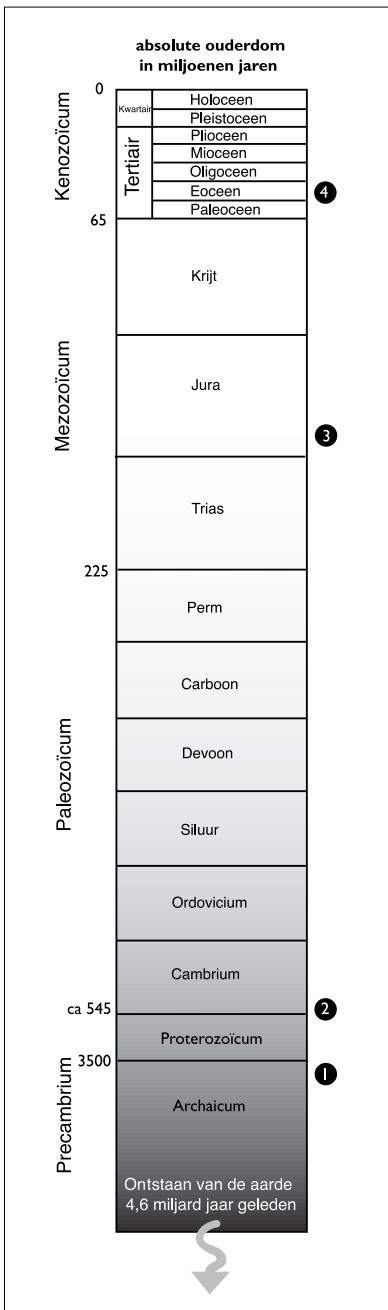 absolute ouderdom
in miljoenen jaren
0
Kenozoïcum
Kwartair
Holoceen
Pleistoceen
Tertiair
Plioceen
Mioceen
Oligoceen
Eoceen
4
Paleoceen
65
Mezozoïcum
Krijt
Jura
3
Trias
225
Paleozoïcum
Perm
Carboon
Devoon
Siluur
Ordovicium
Cambrium
ca 545
2
Precambrium
Proterozoïcum
3500
1
Archaicum
Ontstaan van de aarde
4,6 miljard jaar geleden